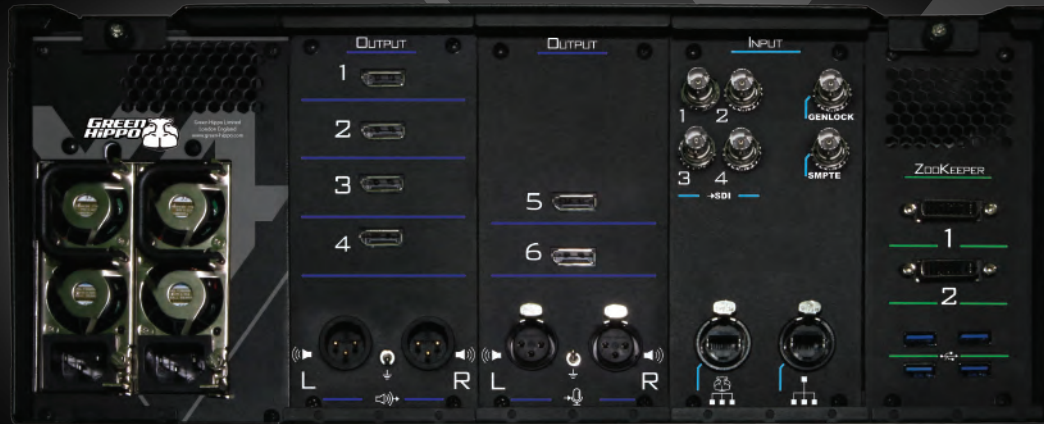 GREEN
HIPPO
Green Hippo Limited
London England
www.green-hippo.com
OUTPUT
1
2
3
4
L
R
OUTPUT
5
6
L
R
INPUT
1 2
3 4
SDI
GENLOCK
SMPTE
ZOOKEEPER
1
2